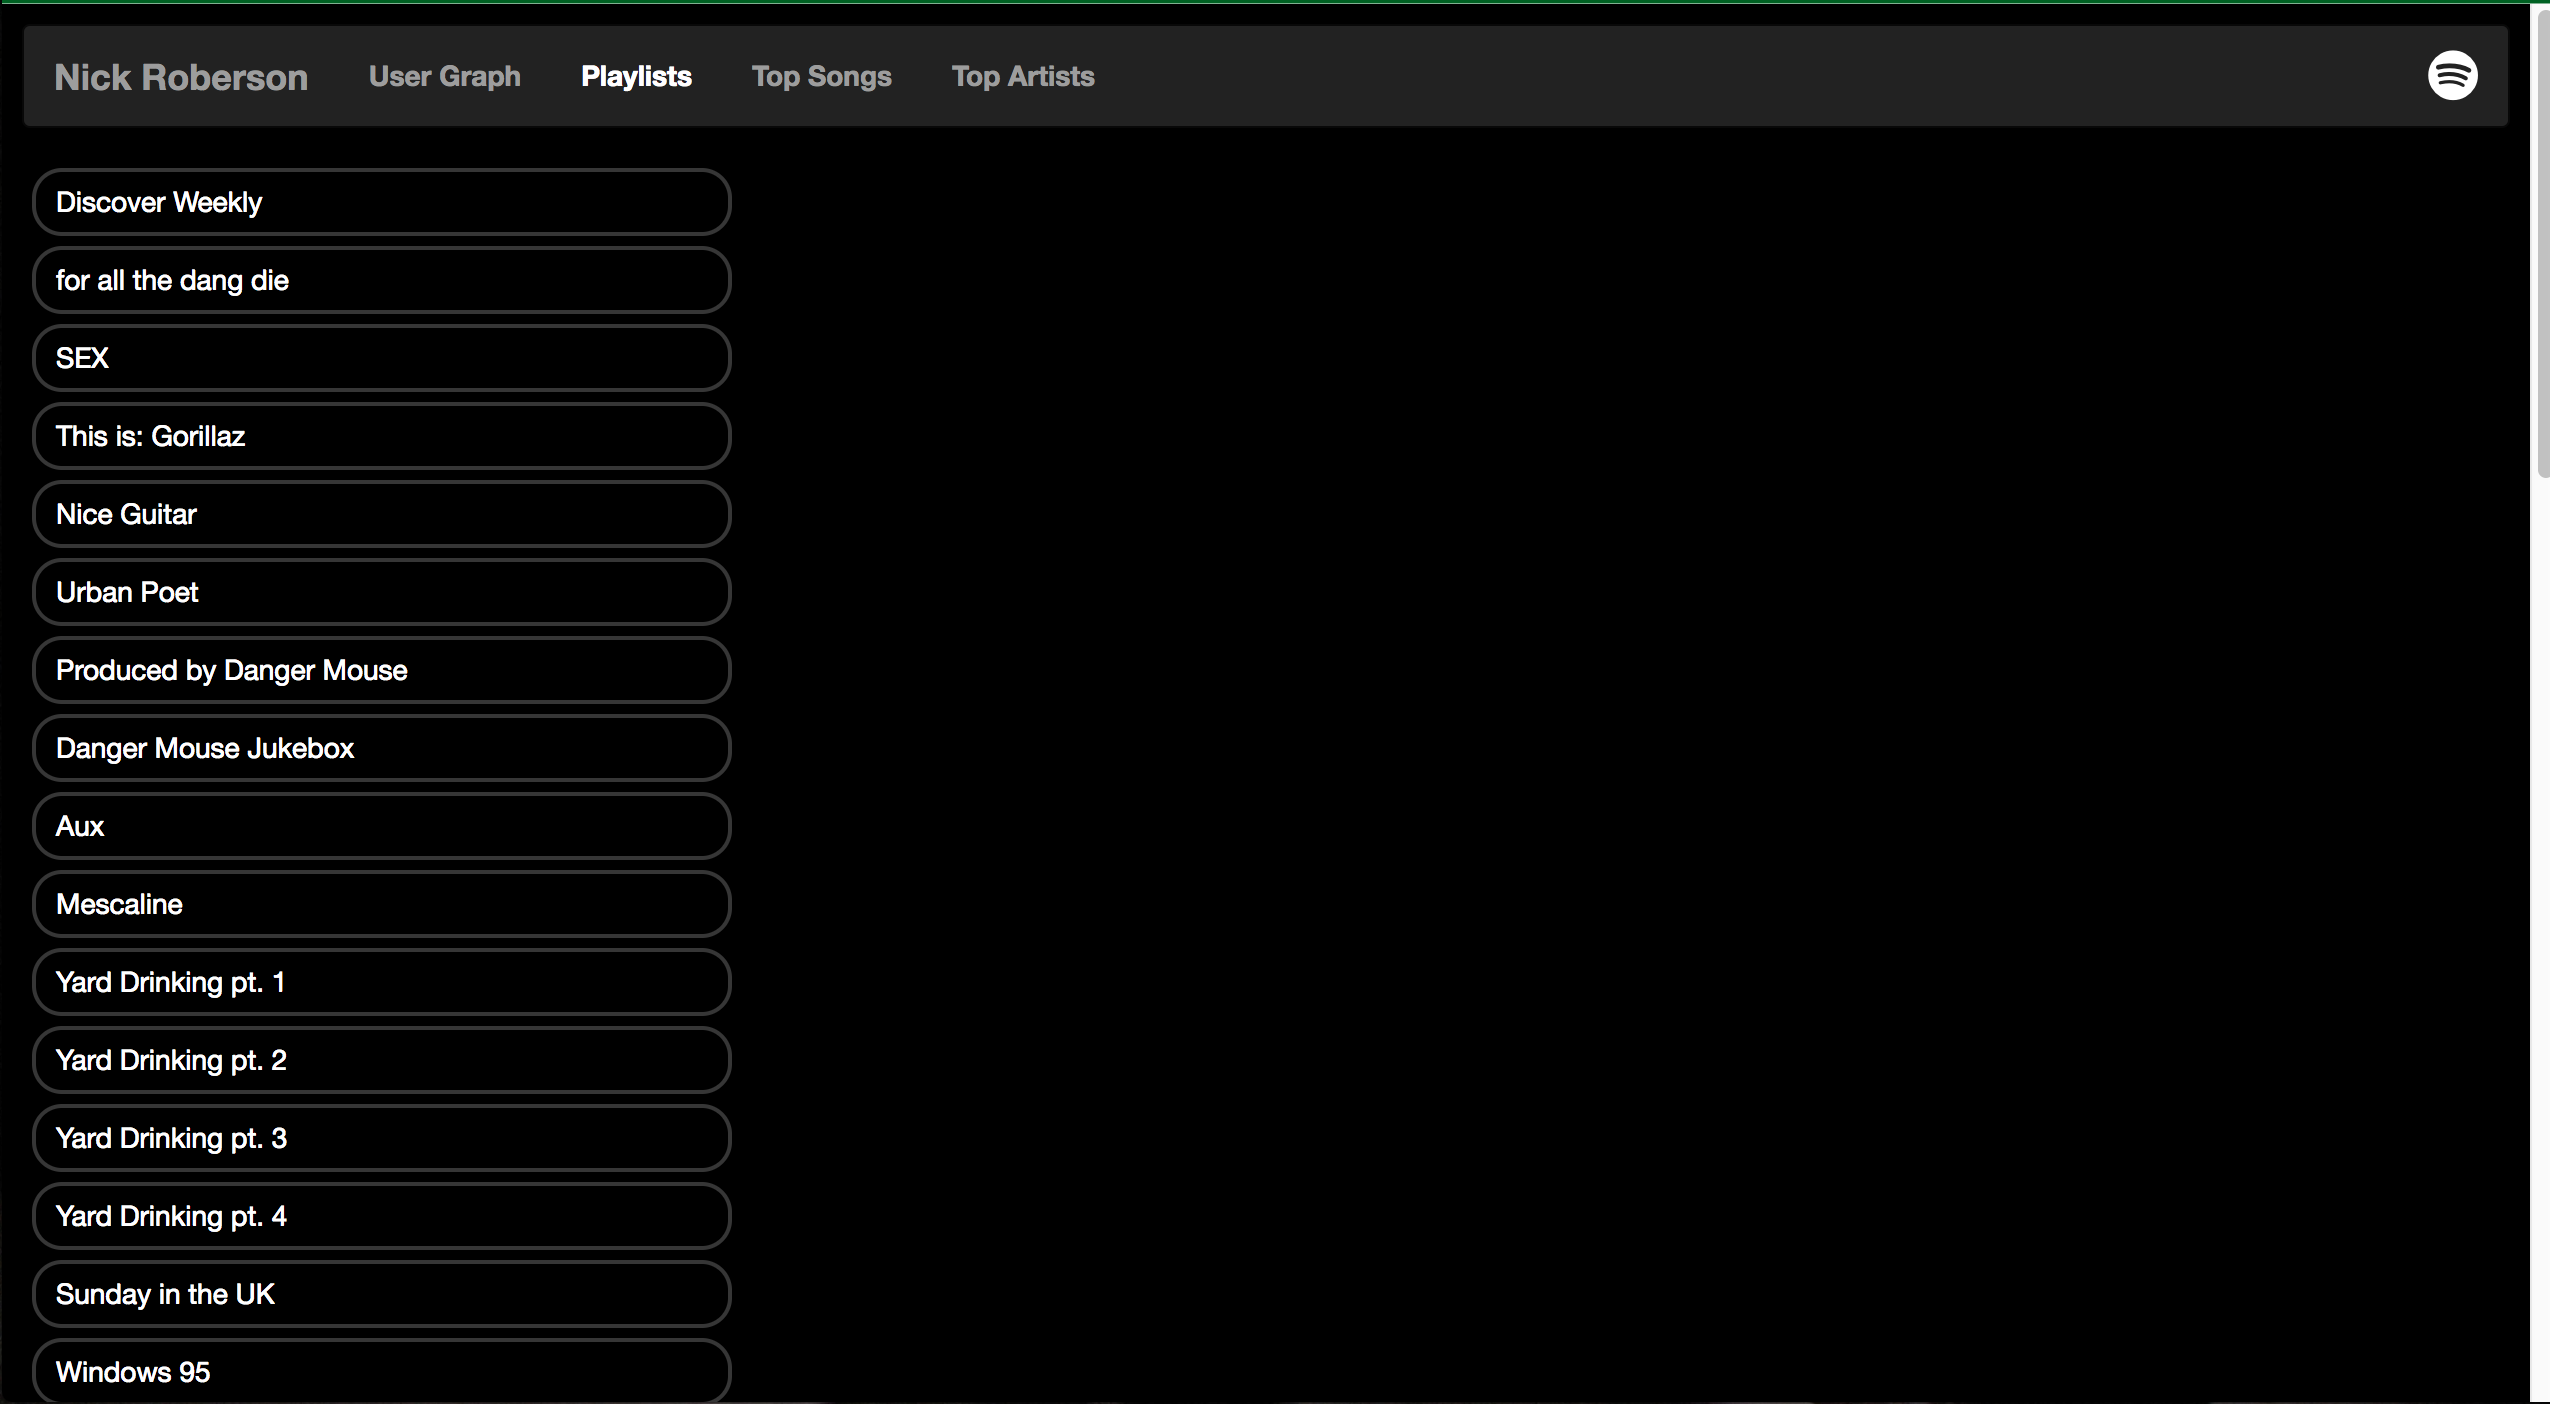 Nick Roberson User Graph Playlists Top Songs Top Artists
Discover Weekly
for all the dang die
SEX
This is: Gorillaz
Nice Guitar
Urban Poet
Produced by Danger Mouse
Danger Mouse Jukebox
Aux
Mescaline
Yard Drinking pt. 1
Yard Drinking pt. 2
Yard Drinking pt. 3
Yard Drinking pt. 4
Sunday in the UK
Windows 95